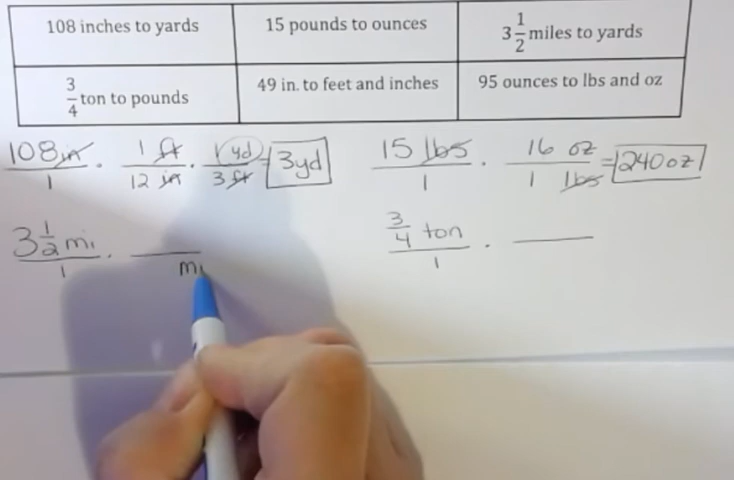 108 inches to yards
15 pounds to ounces
3 1/2 miles to yards
3/4 ton to pounds
49 in. to feet and inches
95 ounces to lbs and oz
108 in/1 · 1 ft/12 in · 1 yd/3 ft = 3yd
15 lbs/1 · 16 oz/1 lbs = 240 oz
3 1/2 mi/1 · /mi
3/4 ton/1 ·